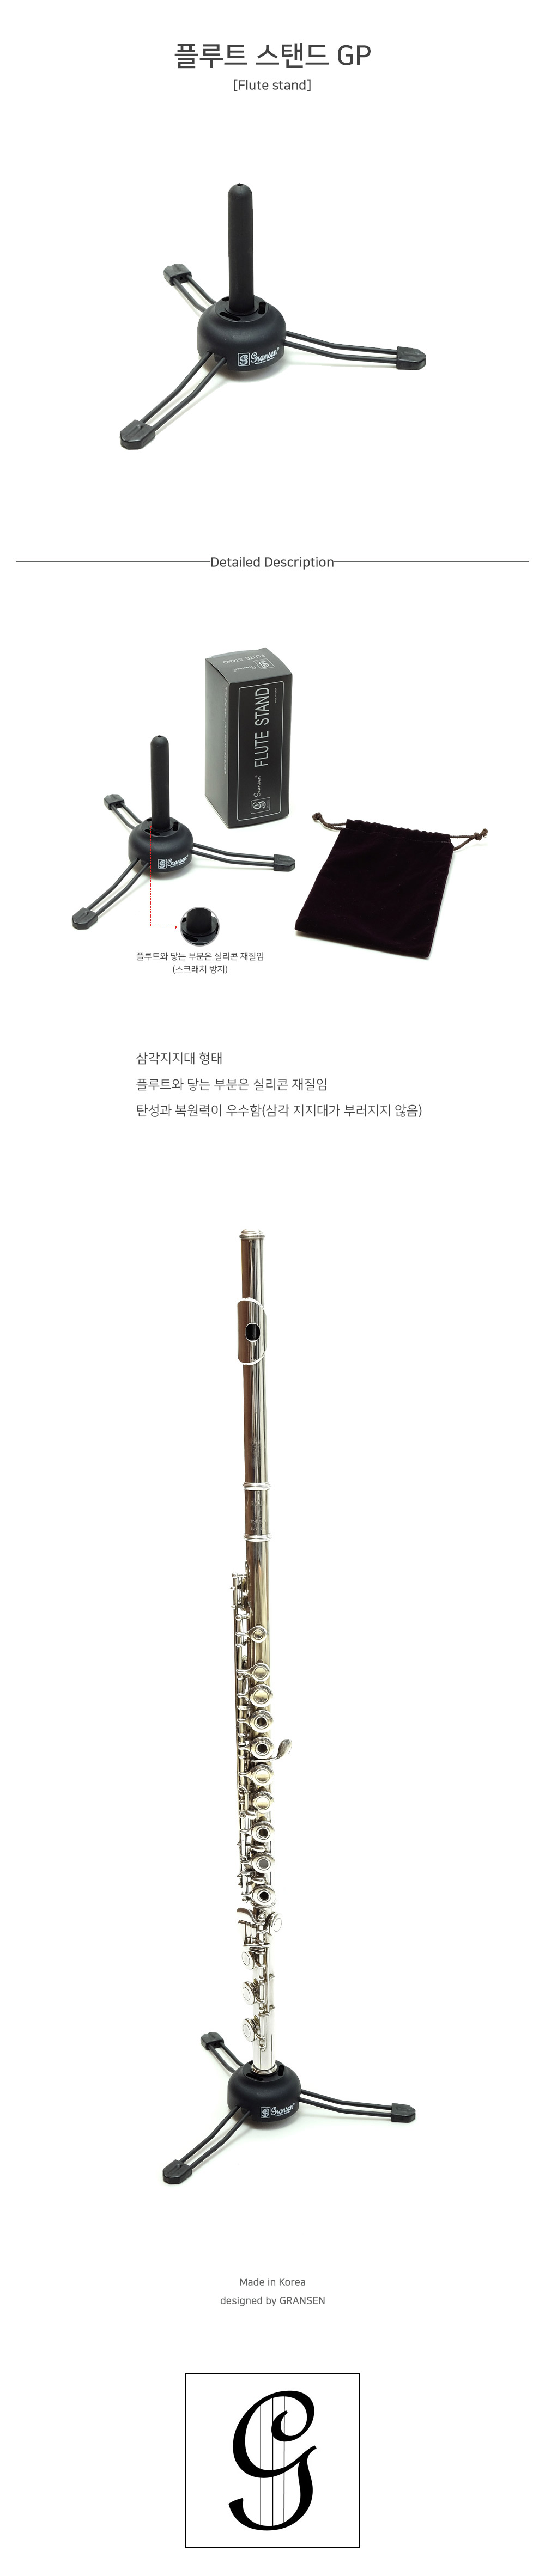 플루트 스탠드 GP
[Flute stand]
Gransen
Detailed Description
FLUTE STAND
Gransen
FLUTE STAND
Gransen
플루트와 닿는 부분은 실리콘 재질임
(스크래치 방지)
삼각지지대 형태
플루트와 닿는 부분은 실리콘 재질임
탄성과 복원력이 우수함(삼각 지지대가 부러지지 않음)
Gransen
Made in Korea
designed by GRANSEN